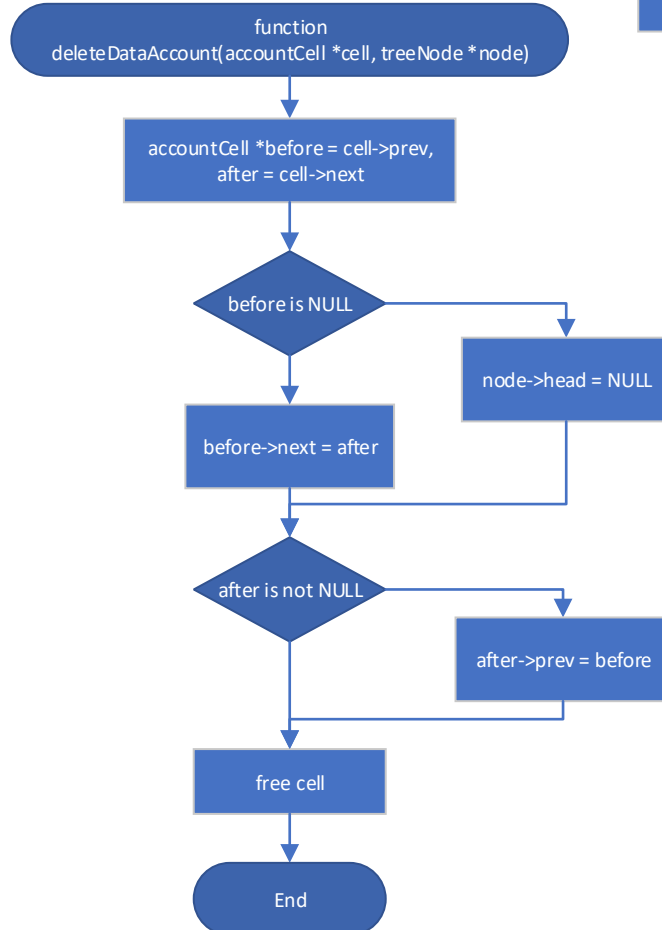 function
deleteDataAccount(accountCell *cell, treeNode *node)
accountCell *before = cell->prev,
after = cell->next
before is NULL
node->head = NULL
before->next = after
after is not NULL
after->prev = before
free cell
End